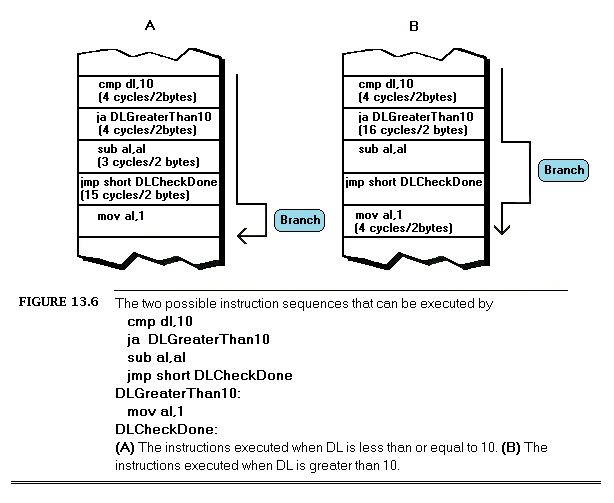 A
cmp dl,10
(4 cycles/2bytes)
ja DLGreaterThan10
(4 cycles/2bytes)
sub al,al
(3 cycles/2 bytes)
jmp short DLCheckDone
(15 cycles/2 bytes)
mov al,1
Branch
B
cmp dl,10
(4 cycles/2bytes)
ja DLGreaterThan10
(16 cycles/2 bytes)
sub al,al
jmp short DLCheckDone
mov al,1
(4 cycles/2bytes)
Branch
FIGURE 13.6 The two possible instruction sequences that can be executed by
cmp dl,10
ja DLGreaterThan10
sub al,al
jmp short DLCheckDone
DLGreaterThan10:
mov al,1
DLCheckDone:
(A) The instructions executed when DL is less than or equal to 10. (B) The
instructions executed when DL is greater than 10.